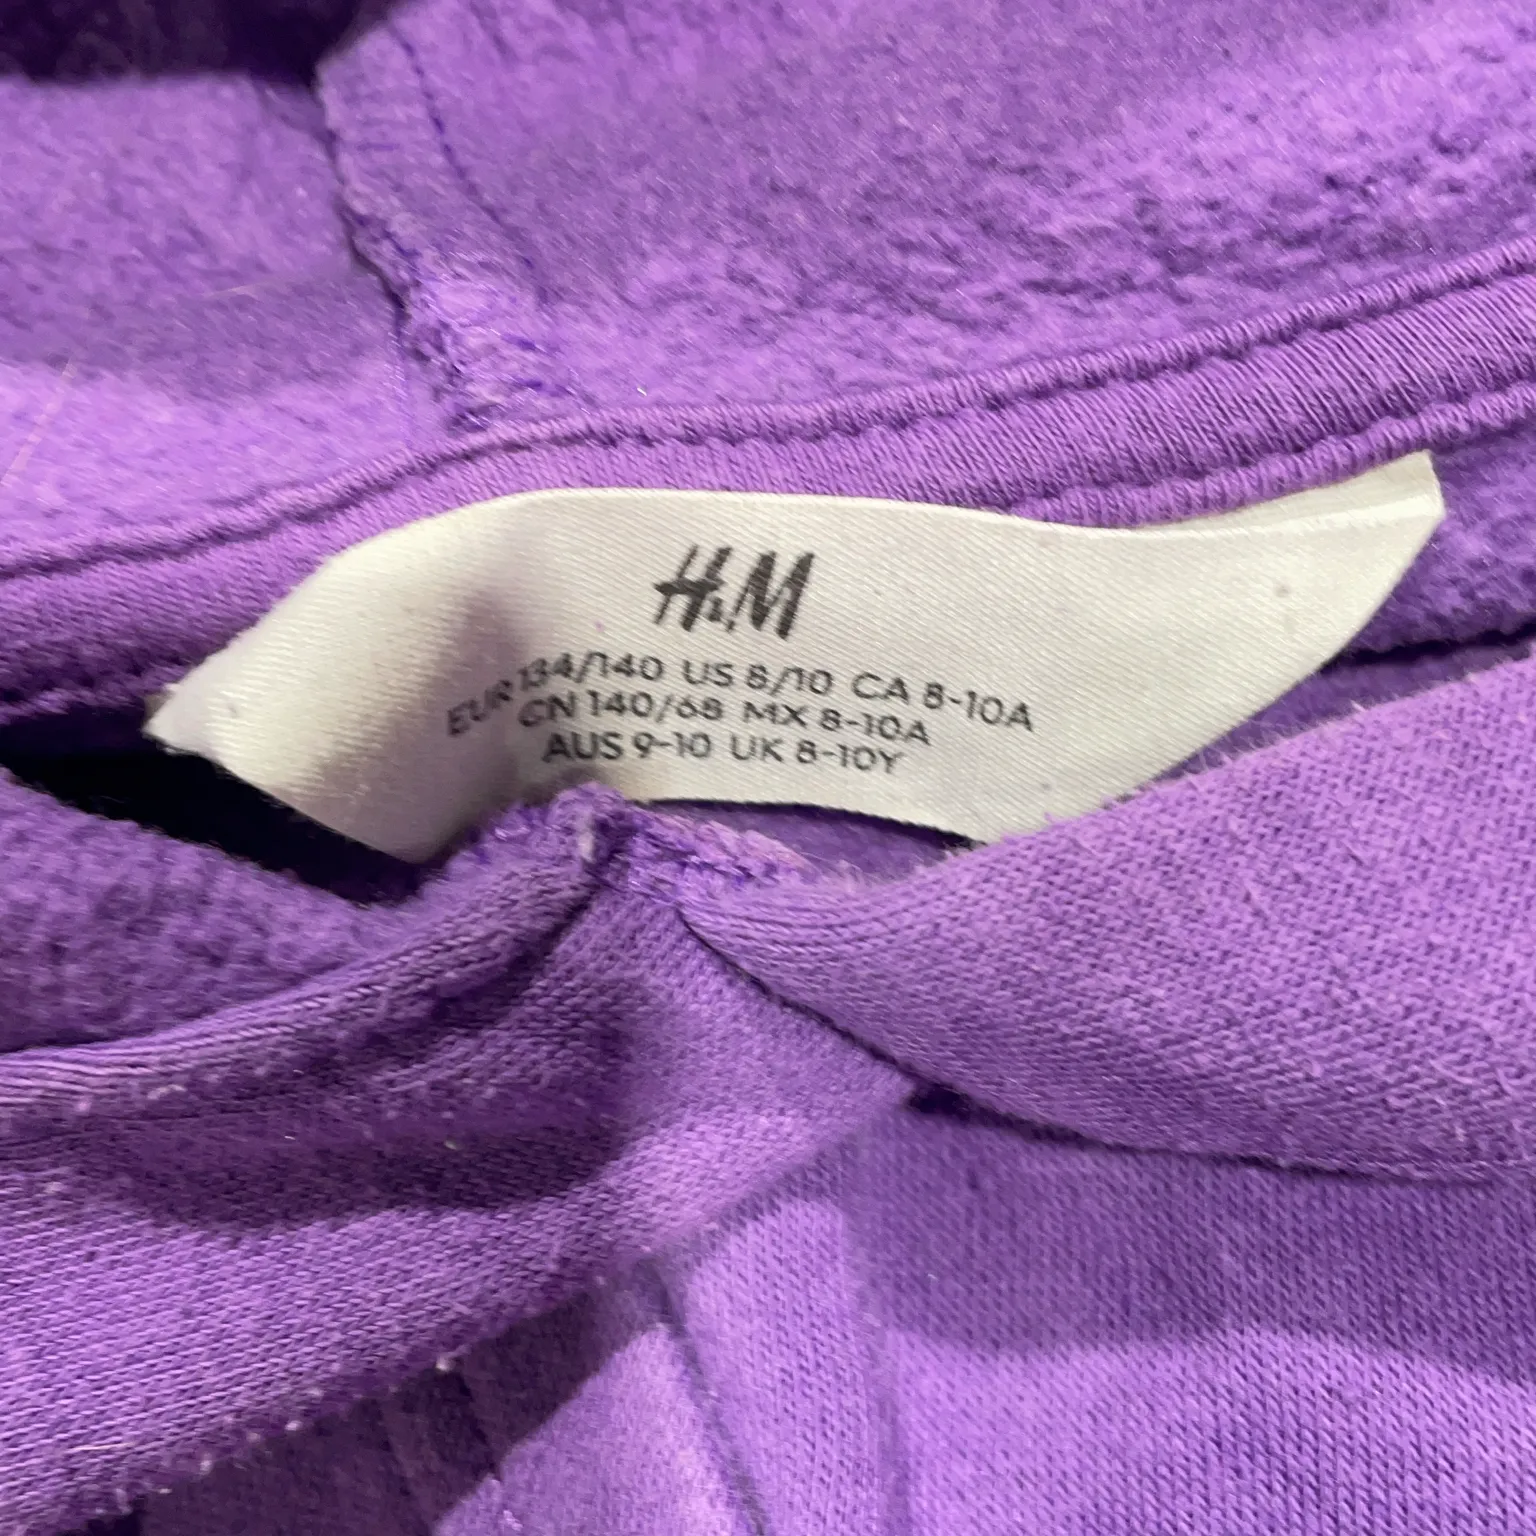 H&M
EUR 134/140 US 8/10 CA 8-10A
CN 140/68 MX 8-10A
AUS 9-10 UK 8-10Y